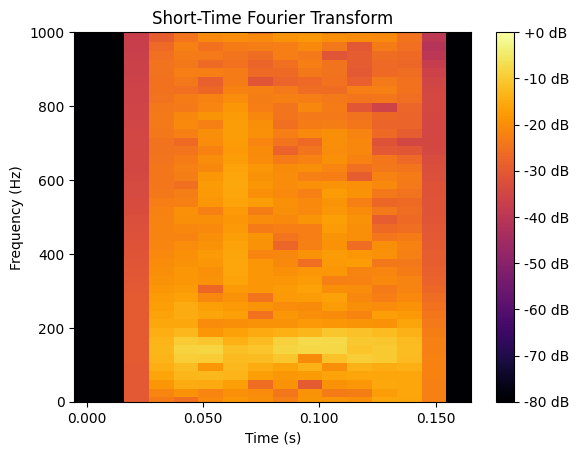 Short-Time Fourier Transform
1000
800
600
400
200
0
Frequency (Hz)
0.000
0.050
0.100
0.150
Time (s)
+0 dB
-10 dB
-20 dB
-30 dB
-40 dB
-50 dB
-60 dB
-70 dB
-80 dB